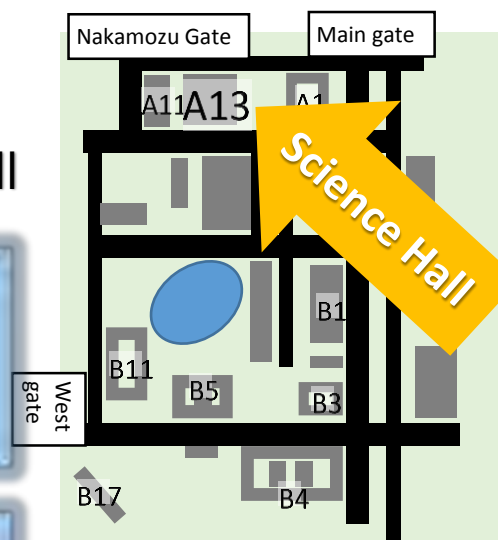 Nakamozu Gate
Main gate
A11
A13
A1
Science Hall
ll
B1
B11
B5
B3
West
gate
B17
B4